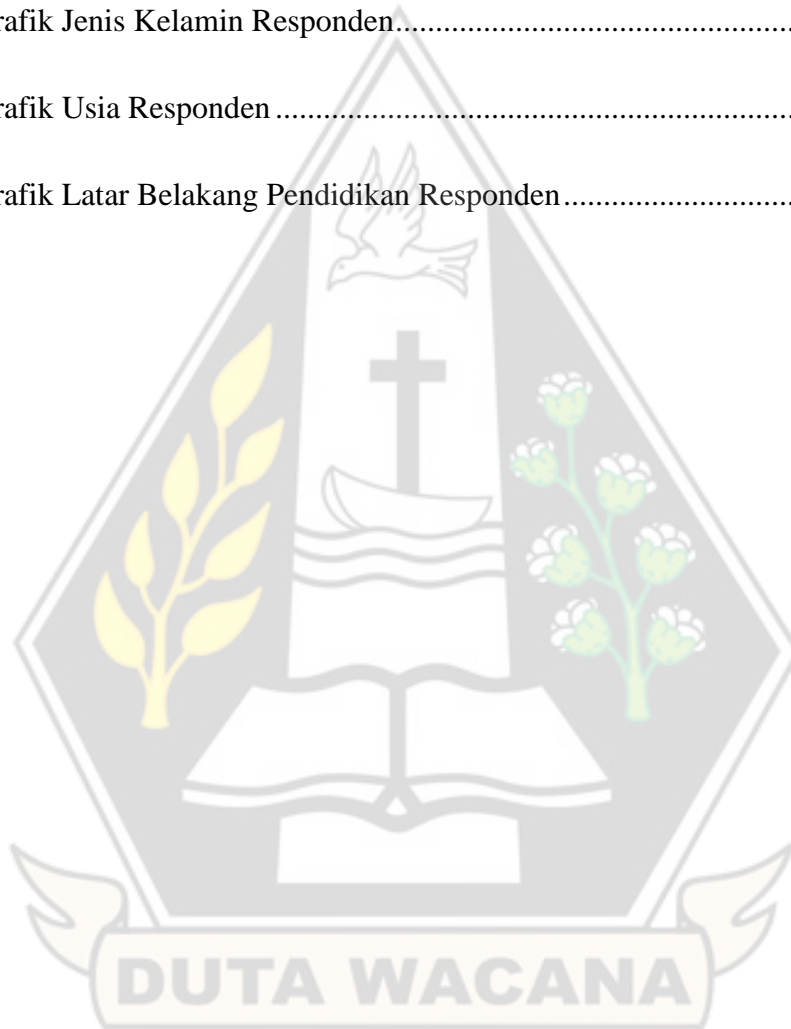 rafik Jenis Kelamin Responden..................................................
rafik Usia Responden .................................................................
rafik Latar Belakang Pendidikan Responden.............................
DUTA WACANA